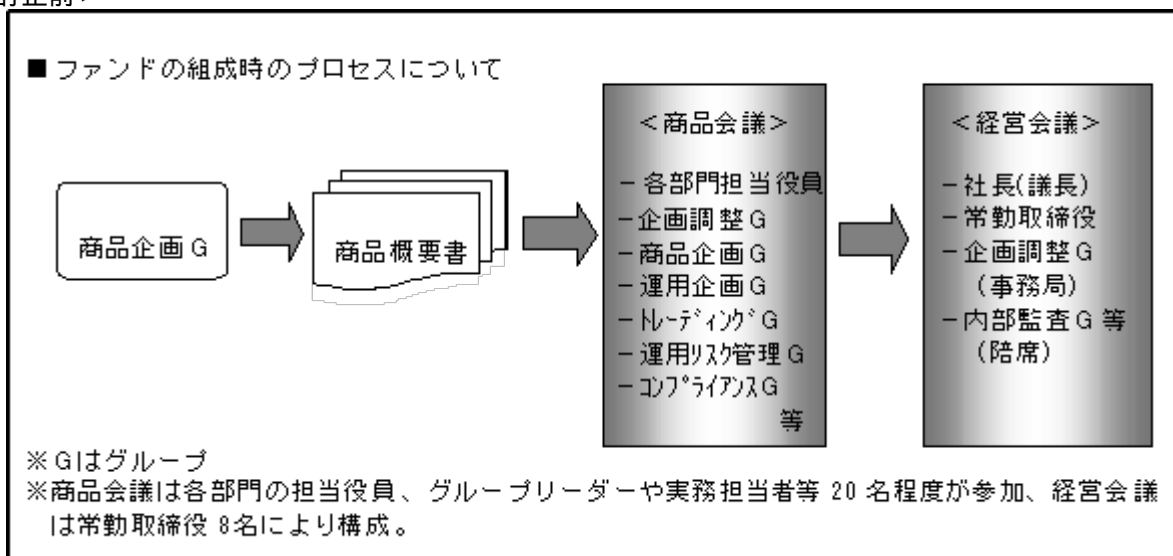 ■ファンドの組成時のプロセスについて
商品企画G
商品概要書
＜商品会議＞
－各部門担当役員
－企画調整G
－商品企画G
－運用企画G
－ﾄﾚｰﾃﾞｨﾝｸﾞG
－運用ﾘｽｸ管理G
－ｺﾝﾌﾟﾗｲｱﾝｽG
等
＜経営会議＞
－社長(議長)
－常勤取締役
－企画調整G
(事務局)
－内部監査G等
(陪席)
※Gはグループ
※商品会議は各部門の担当役員、グループリーダーや実務担当者等 20 名程度が参加、経営会議
は常勤取締役 8名により構成。